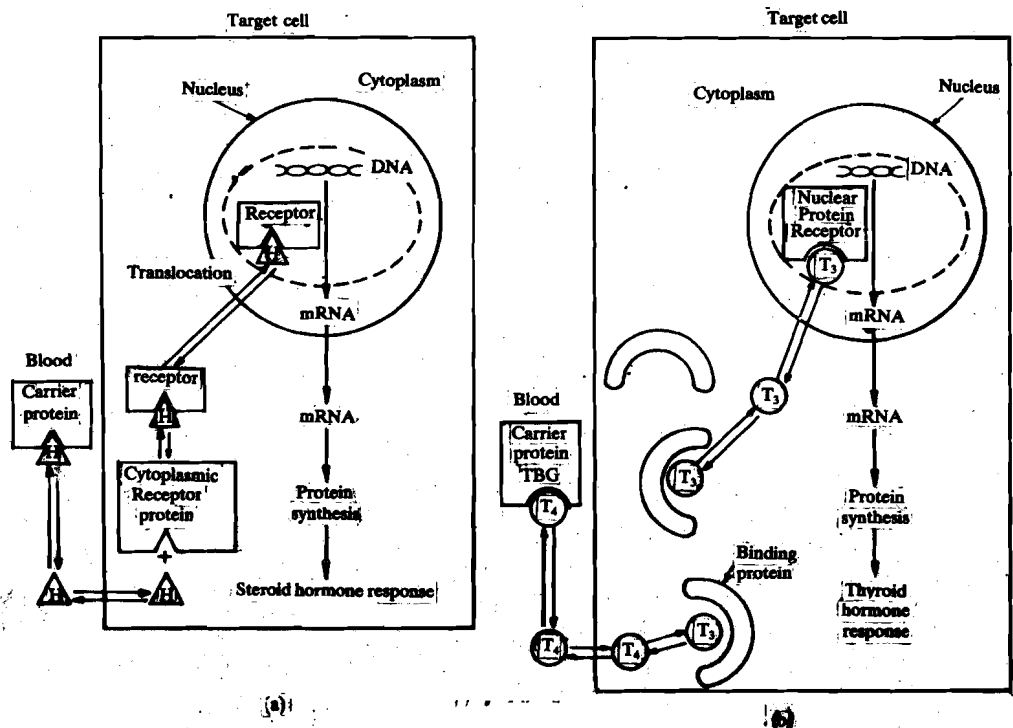 Target cell
Cytoplasm
Nucleus
DNA
Receptor
H
Translocation
mRNA
Blood
Carrier
protein
H
receptor
H
mRNA
Cytoplasmic
Receptor
protein
+
Protein
synthesis
H
H
Steroid hormone response
(a)
Target cell
Cytoplasm
Nucleus
DNA
Nuclear
Protein
Receptor
T3
mRNA
T3
Blood
Carrier
protein
TBG
T4
mRNA
T3
Protein
synthesis
Binding
protein
T4
T4
T3
Thyroid
hormone
response
(b)